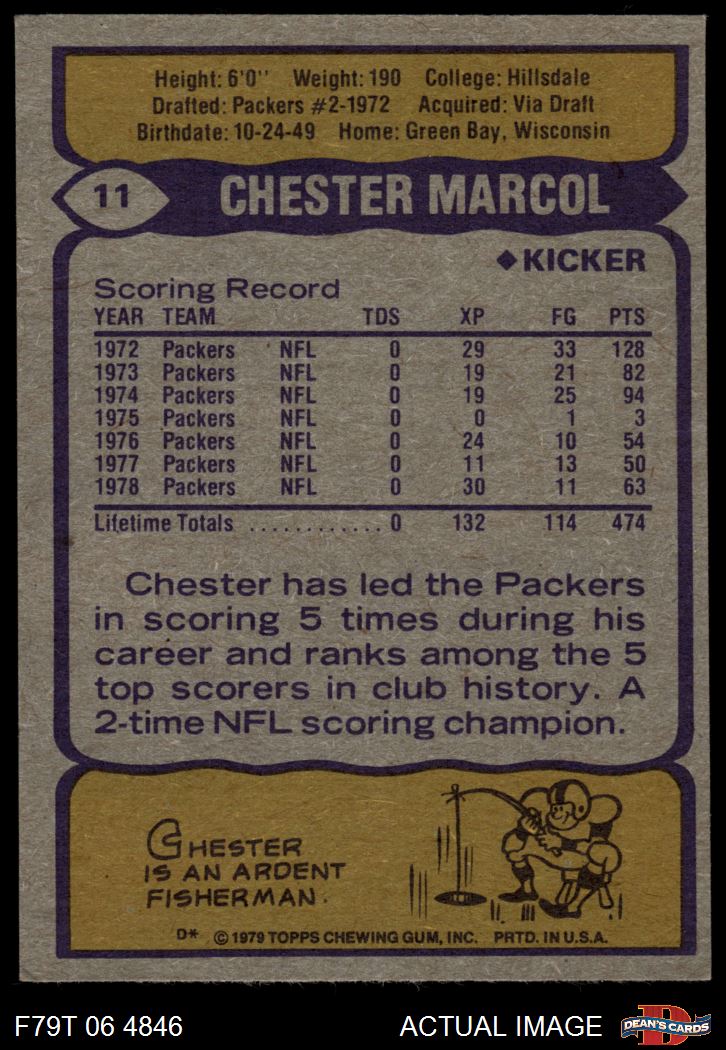 Height: 6'0'' Weight: 190 College: Hillsdale
Drafted: Packers #2-1972 Acquired: Via Draft
Birthdate: 10-24-49 Home: Green Bay, Wisconsin
11 CHESTER MARCOL
◆KICKER
Scoring Record
YEAR TEAM TDS XP FG PTS
1972 Packers NFL 0 29 33 128
1973 Packers NFL 0 19 21 82
1974 Packers NFL 0 19 25 94
1975 Packers NFL 0 0 1 3
1976 Packers NFL 0 24 10 54
1977 Packers NFL 0 11 13 50
1978 Packers NFL 0 30 11 63
Lifetime Totals ............ 0 132 114 474
Chester has led the Packers
in scoring 5 times during his
career and ranks among the 5
top scorers in club history. A
2-time NFL scoring champion.
CHESTER
IS AN ARDENT
FISHERMAN.
D* © 1979 TOPPS CHEWING GUM, INC. PRTD. IN U.S.A.
F79T 06 4846 ACTUAL IMAGE D DEAN'S CARDS